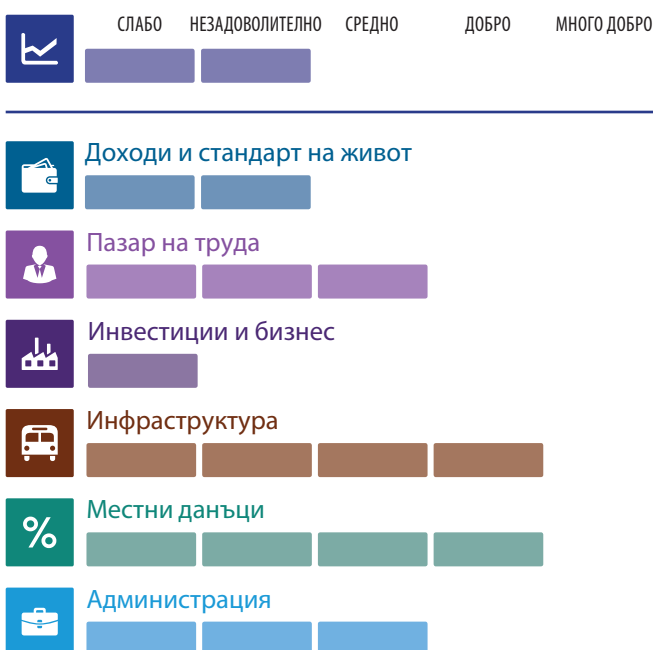 СЛАБО НЕЗАДОВОЛИТЕЛНО СРЕДНО ДОБРО МНОГО ДОБРО
Доходи и стандарт на живот
Пазар на труда
Инвестиции и бизнес
Инфраструктура
Местни данъци
%
Администрация